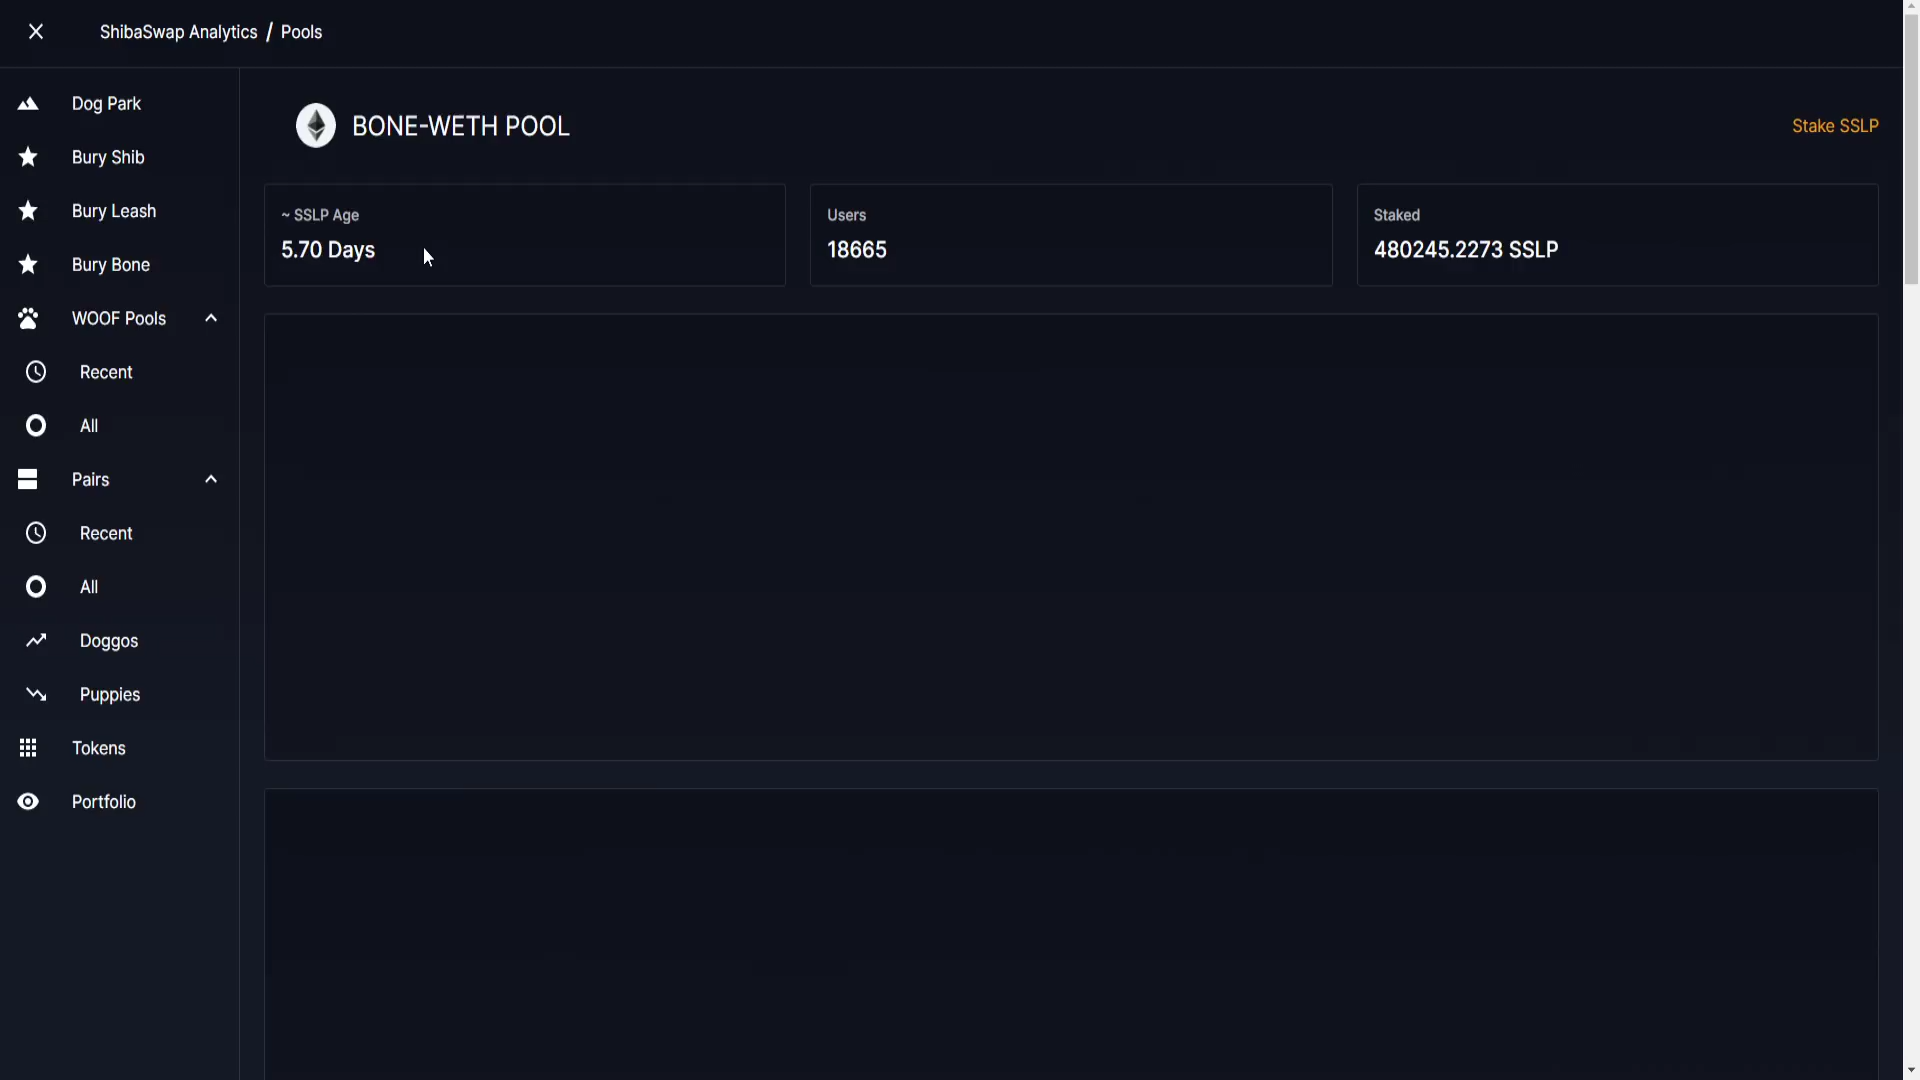 ShibaSwap Analytics / Pools
Dog Park
Bury Shib
Bury Leash
Bury Bone
WOOF Pools
Recent
All
Pairs
Recent
All
Doggos
Puppies
Tokens
Portfolio
BONE-WETH POOL
Stake SSLP
~ SSLP Age
5.70 Days
Users
18665
Staked
480245.2273 SSLP